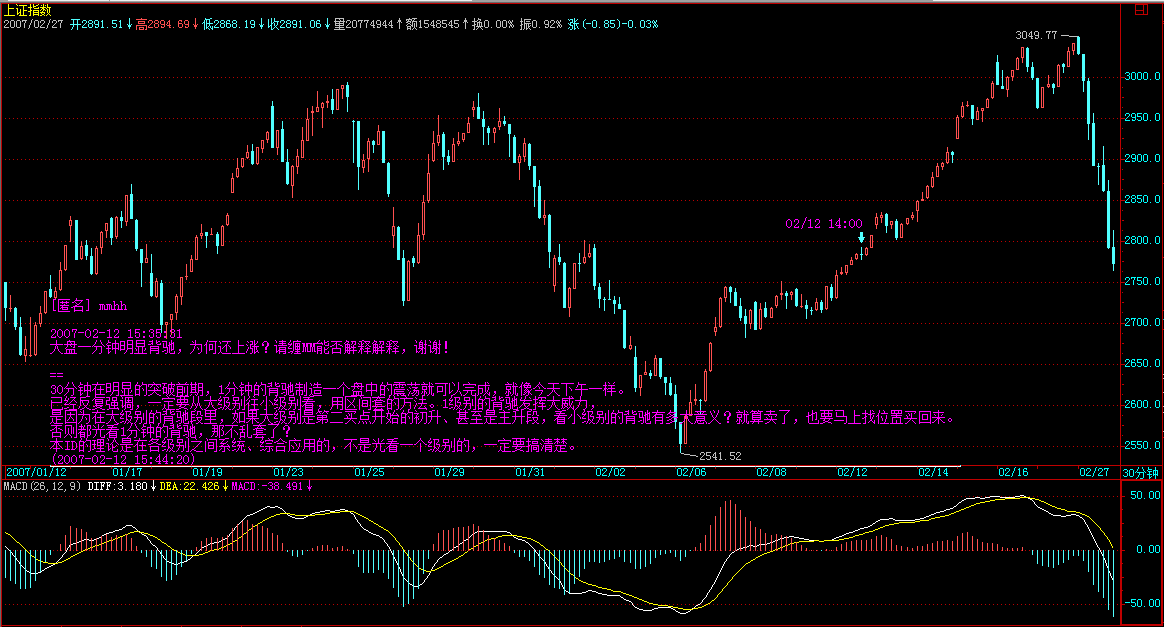 上证指数
2007/02/27 开2891.51↓高2894.69↓低2868.19↓收2891.06↓量20774944↑额1548545↑换0.00% 振0.92% 涨(-0.85)-0.03%
3049.77
3000.0
2950.0
2900.0
2850.0
02/12 14:00
2800.0
2750.0
[匿名] mmhh
2700.0
2007-02-12 15:35:31
大盘一分钟明显背驰，为何还上涨？请缠MM能否解释解释，谢谢！
2650.0
==
30分钟在明显的突破前期，1分钟的背驰制造一个盘中的震荡就可以完成，就像今天下午一样。
已经反复强调，一定要从大级别往小级别看，用区间套的方法。1级别的背驰发挥大威力，
2600.0
是因为在大级别的背驰段里，如果大级别是第二买点开始的初升、甚至是主升段，看小级别的背驰有多大意义？就算卖了，也要马上找位置买回来。
否则都光看1分钟的背驰，那不乱套了？
本ID的理论是在各级别之间系统、综合应用的，不是光看一个级别的，一定要搞清楚。
2550.0
(2007-02-12 15:44:20)
2541.52
2007/01/12 01/17 01/19 01/23 01/25 01/29 01/31 02/02 02/06 02/08 02/12 02/14 02/16 02/27 30分钟
MACD(26,12,9) DIFF:3.180↓DEA:22.426↓MACD:-38.491↓
50.00
0.00
-50.00